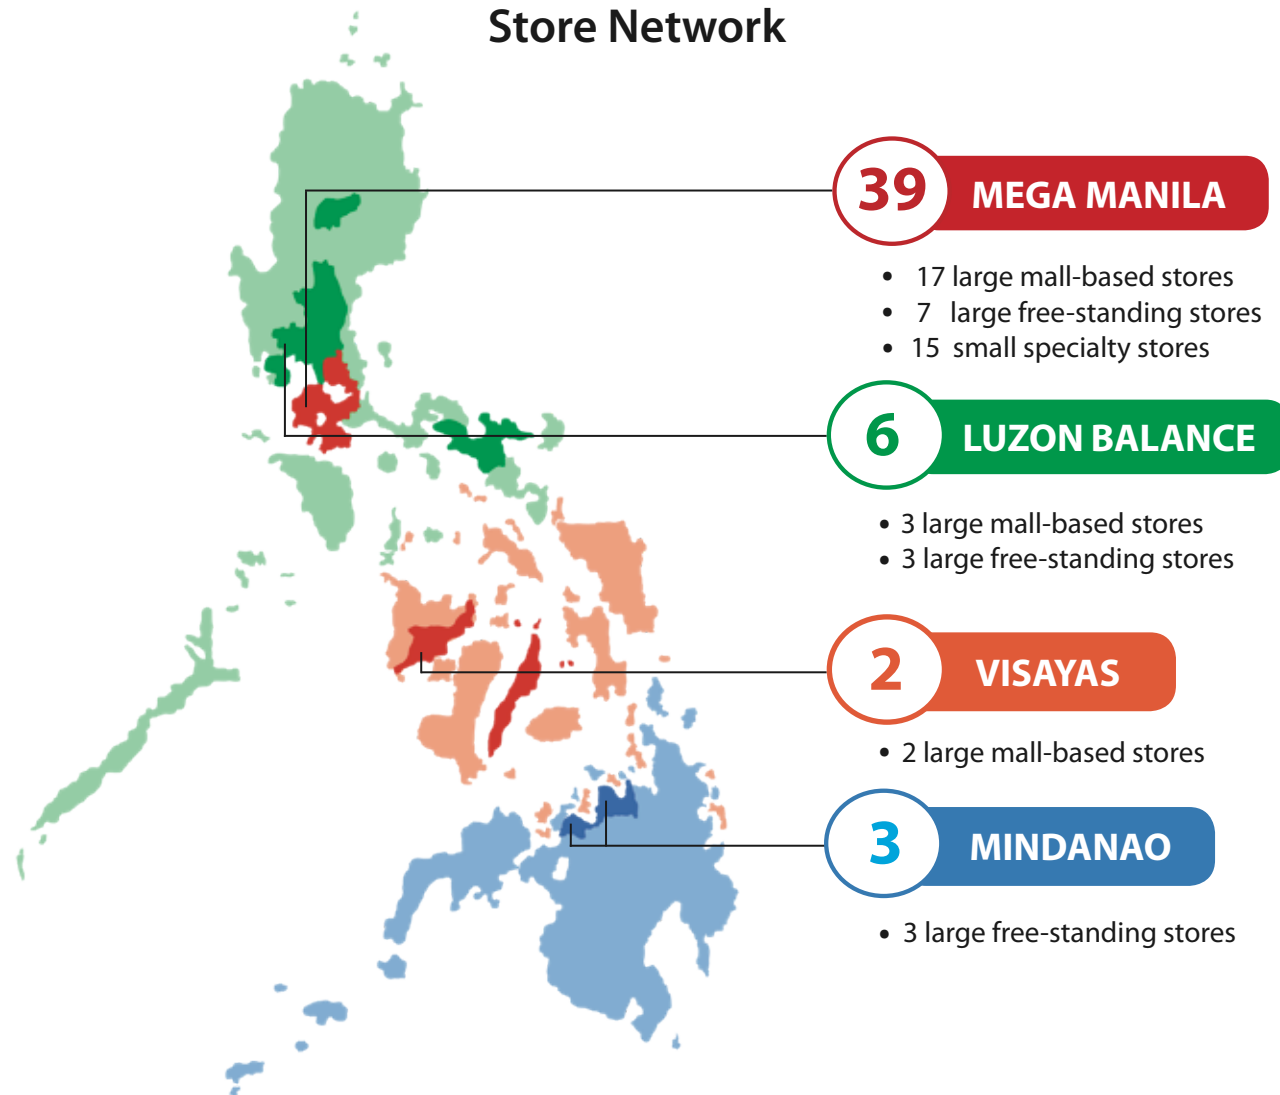 Store Network
39 MEGA MANILA
• 17 large mall-based stores
• 7 large free-standing stores
• 15 small specialty stores
6 LUZON BALANCE
• 3 large mall-based stores
• 3 large free-standing stores
2 VISAYAS
• 2 large mall-based stores
3 MINDANAO
• 3 large free-standing stores